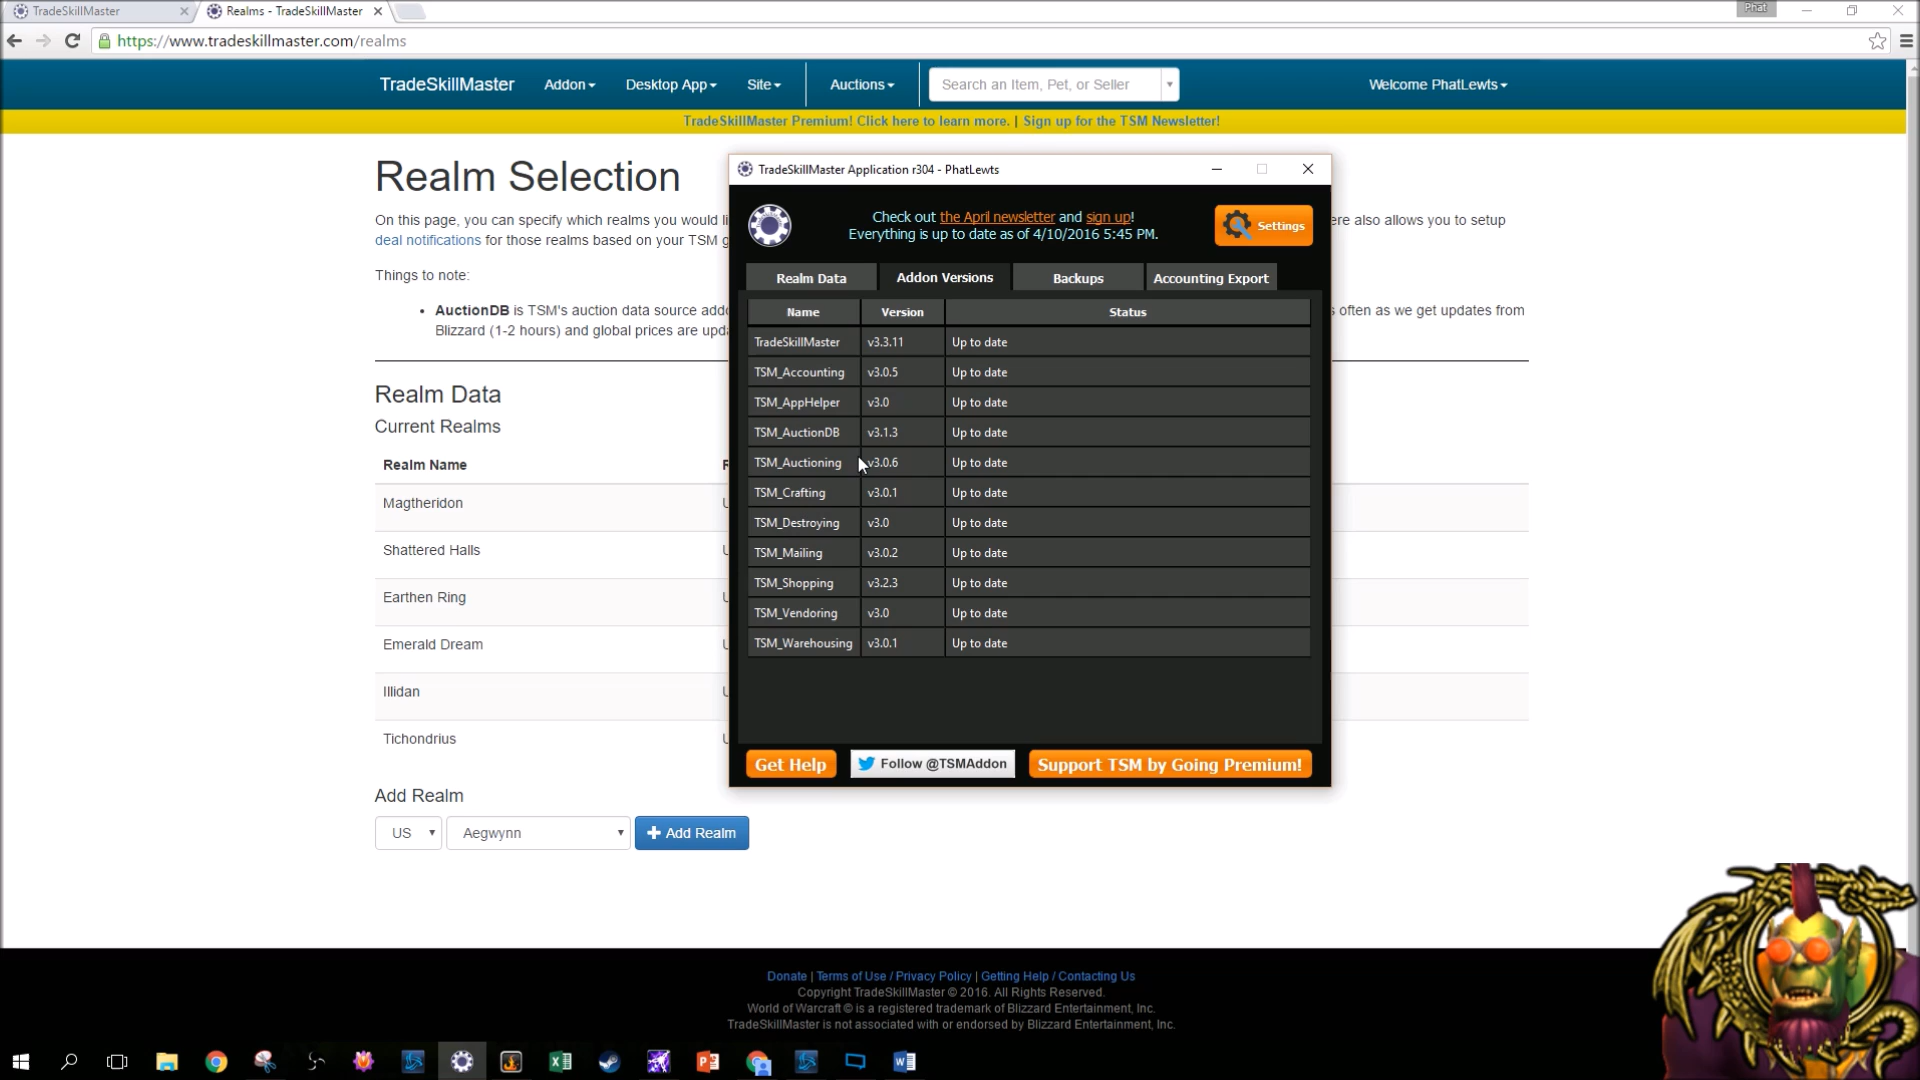 TradeSkillMaster
Realms - TradeSkillMaster
Phat
https://www.tradeskillmaster.com/realms
TradeSkillMaster Addon Desktop App Site Auctions Search an Item, Pet, or Seller Welcome PhatLewts
TradeSkillMaster Premium! Click here to learn more. | Sign up for the TSM Newsletter!
Realm Selection
On this page, you can specify which realms you would li
ere also allows you to setup
deal notifications for those realms based on your TSM g
Things to note:
• AuctionDB is TSM's auction data source addo
s often as we get updates from
Blizzard (1-2 hours) and global prices are upda
Realm Data
Current Realms
Realm Name
Magtheridon
Shattered Halls
Earthen Ring
Emerald Dream
Illidan
Tichondrius
Add Realm
US Aegwynn Add Realm
TradeSkillMaster Application r304 - PhatLewts
Check out the April newsletter and sign up!
Everything is up to date as of 4/10/2016 5:45 PM.
Settings
Realm Data Addon Versions Backups Accounting Export
Name Version Status
TradeSkillMaster v3.3.11 Up to date
TSM_Accounting v3.0.5 Up to date
TSM_AppHelper v3.0 Up to date
TSM_AuctionDB v3.1.3 Up to date
TSM_Auctioning v3.0.6 Up to date
TSM_Crafting v3.0.1 Up to date
TSM_Destroying v3.0 Up to date
TSM_Mailing v3.0.2 Up to date
TSM_Shopping v3.2.3 Up to date
TSM_Vendoring v3.0 Up to date
TSM_Warehousing v3.0.1 Up to date
Get Help Follow @TSMAddon Support TSM by Going Premium!
Donate | Terms of Use / Privacy Policy | Getting Help / Contacting Us
Copyright TradeSkillMaster © 2016. All Rights Reserved.
World of Warcraft © is a registered trademark of Blizzard Entertainment, Inc.
TradeSkillMaster is not associated with or endorsed by Blizzard Entertainment, Inc.